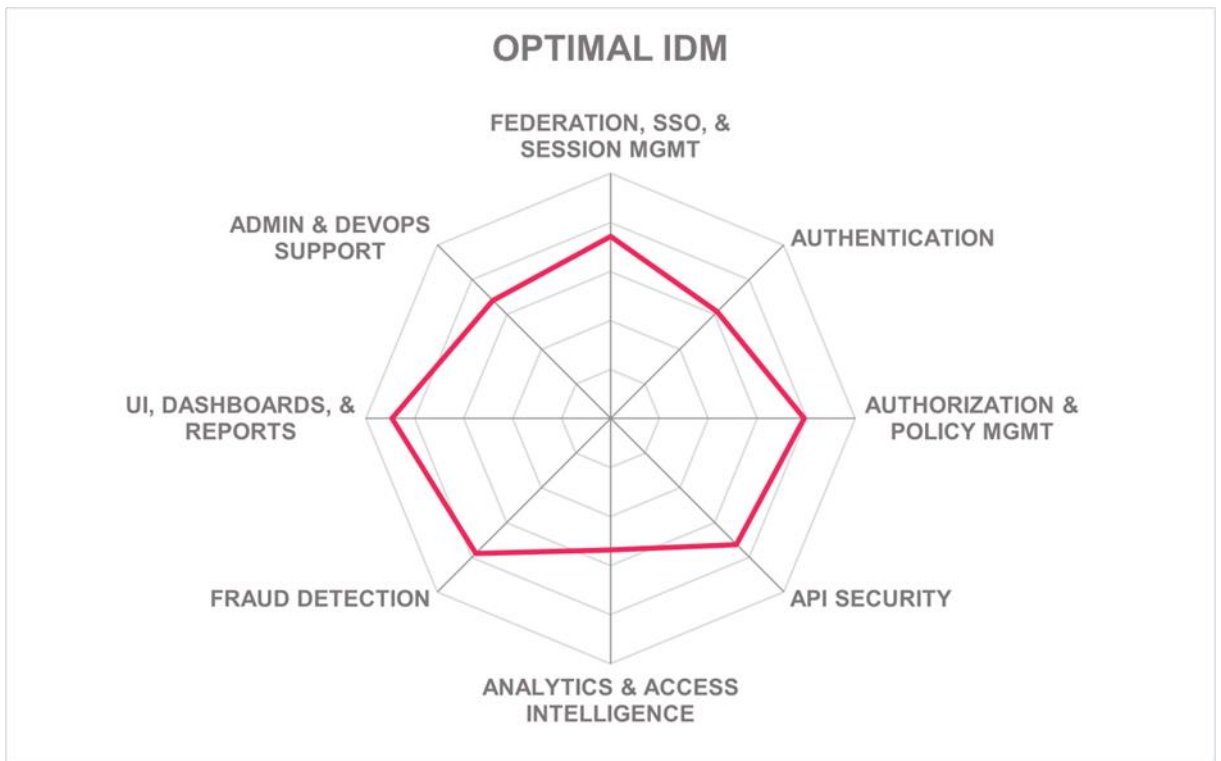 OPTIMAL IDM
FEDERATION, SSO, &
SESSION MGMT
ADMIN & DEVOPS
SUPPORT
AUTHENTICATION
UI, DASHBOARDS, &
REPORTS
AUTHORIZATION &
POLICY MGMT
FRAUD DETECTION
API SECURITY
ANALYTICS & ACCESS
INTELLIGENCE